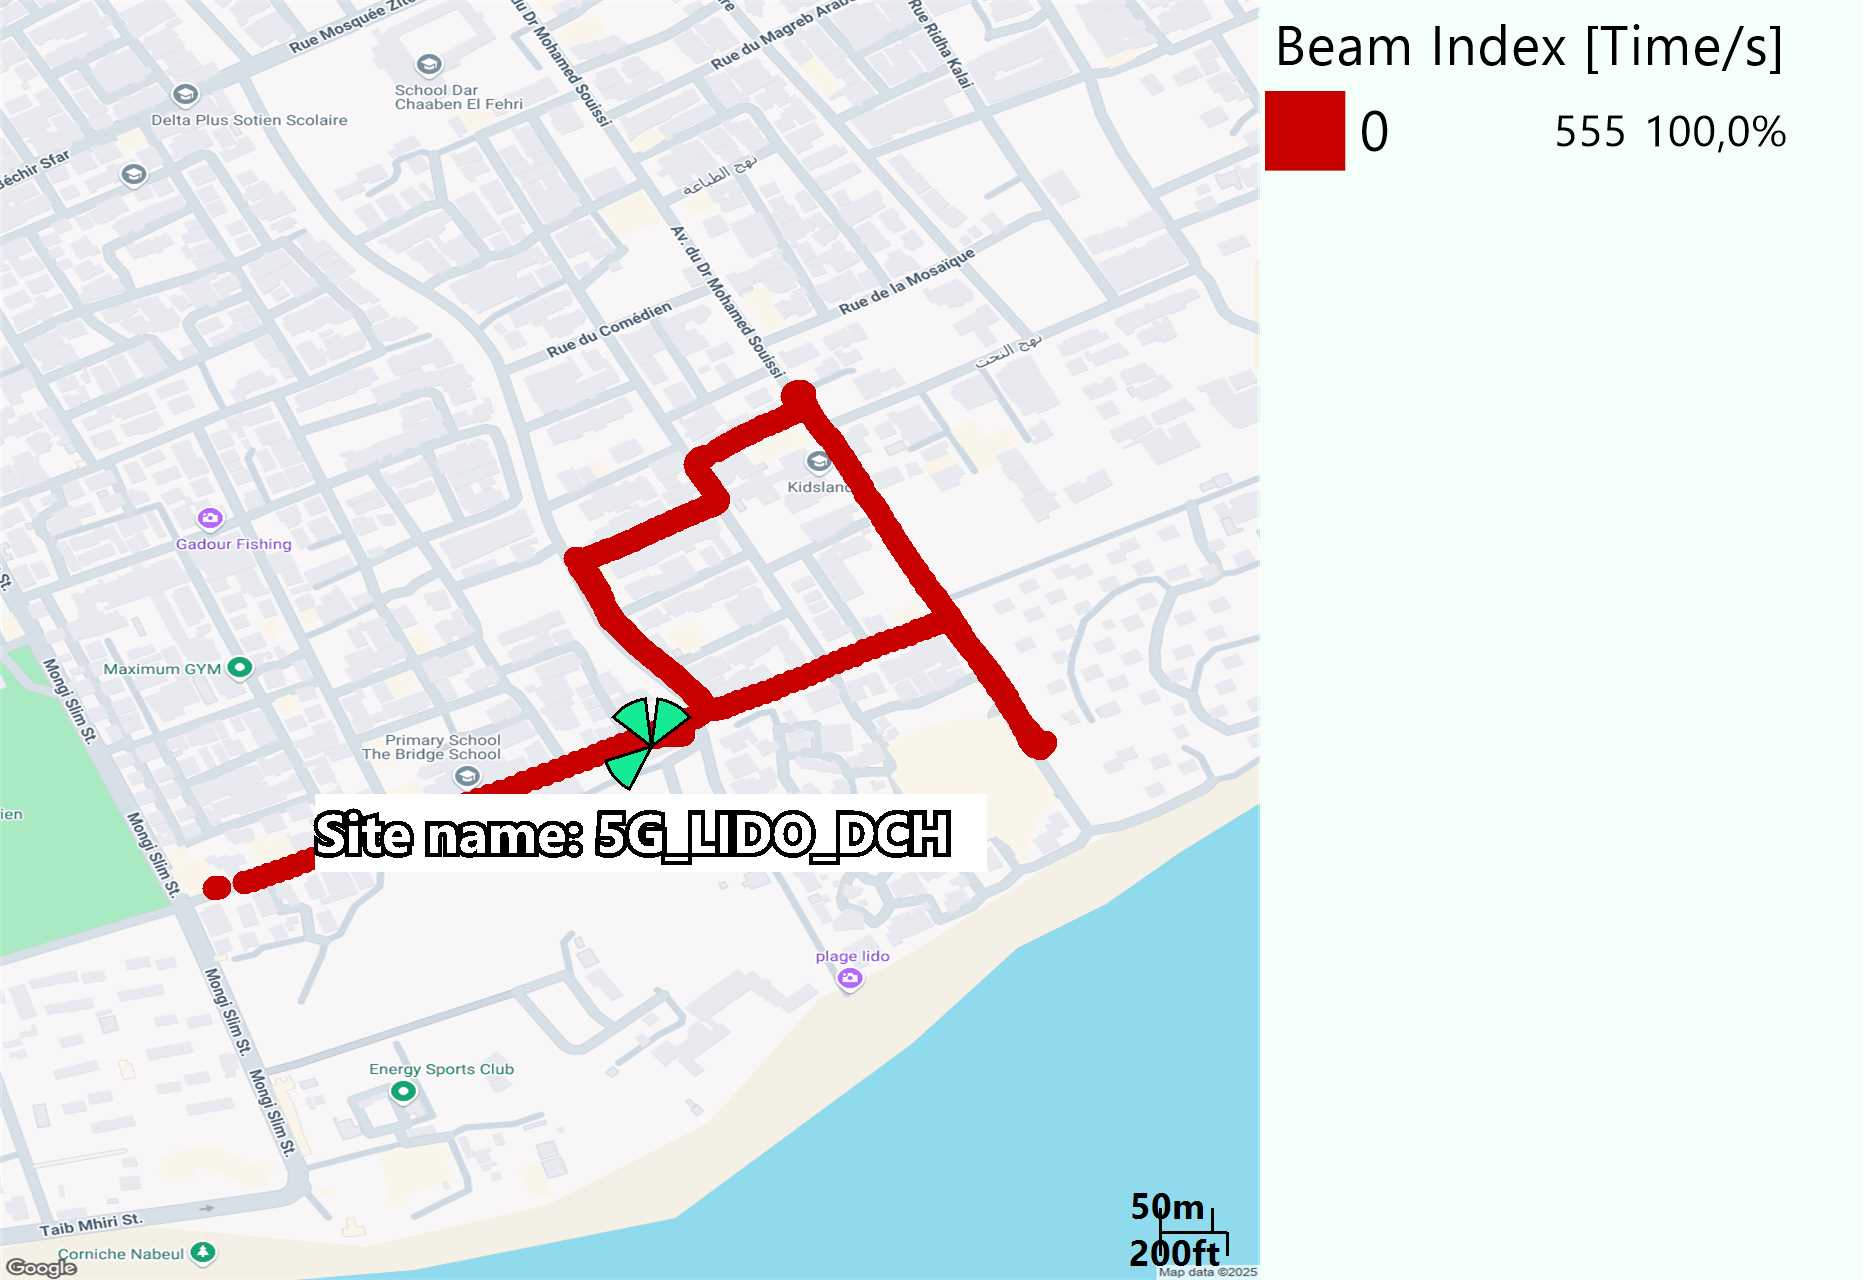 Beam Index [Time/s]
0 555 100,0%
Rue Mosquée
du Dr Mohamed Souissi
Rue du Magreb Arabe
Rue Ridha Kalai
School Dar
Chaaben El Fehri
Delta Plus Sotien Scolaire
Béchir Sfar
نهج الطباعة
Av. du Dr Mohamed Souissi
Rue de la Mosaïque
Rue du Comédien
نهج النحت
Kidsland
Gadour Fishing
St.
Maximum GYM
Mongi Slim St.
Primary School
The Bridge School
Site name: 5G_LIDO_DCH
Mongi Slim St.
ien
plage lido
Mongi Slim St.
Energy Sports Club
Mongi Slim St.
Taib Mhiri St.
Corniche Nabeul
Google
50m
200ft
Map data ©2025